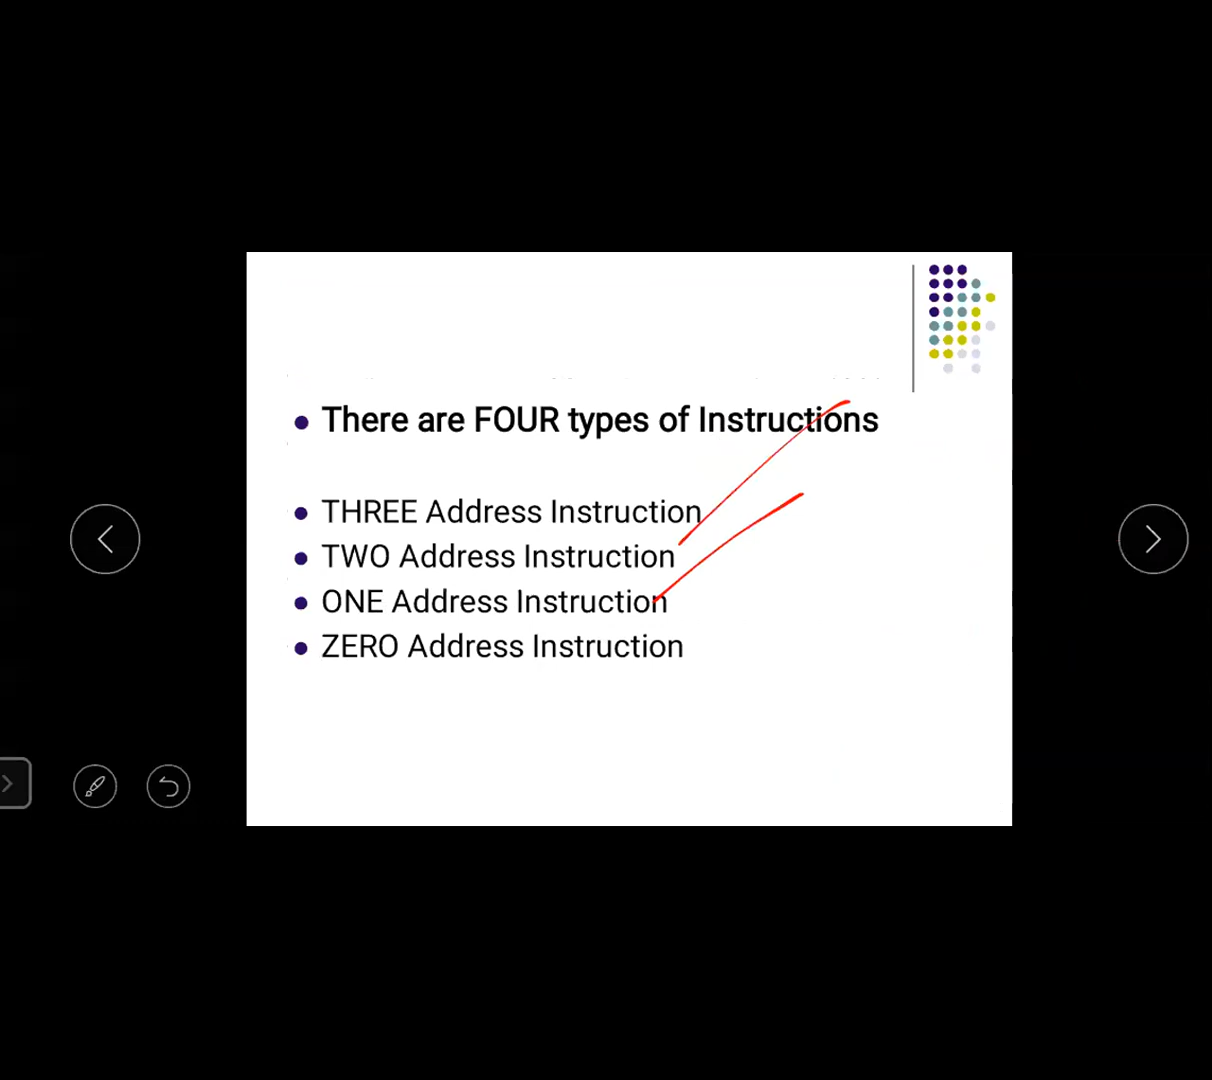 There are FOUR types of Instructions
THREE Address Instruction
TWO Address Instruction
ONE Address Instruction
ZERO Address Instruction